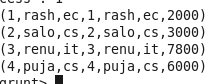 (1,rash,ec,1,rash,ec,2000)
(2,salo,cs,2,salo,cs,3000)
(3,renu,it,3,renu,it,7800)
(4,puja,cs,4,puja,cs,6000)
grunt>